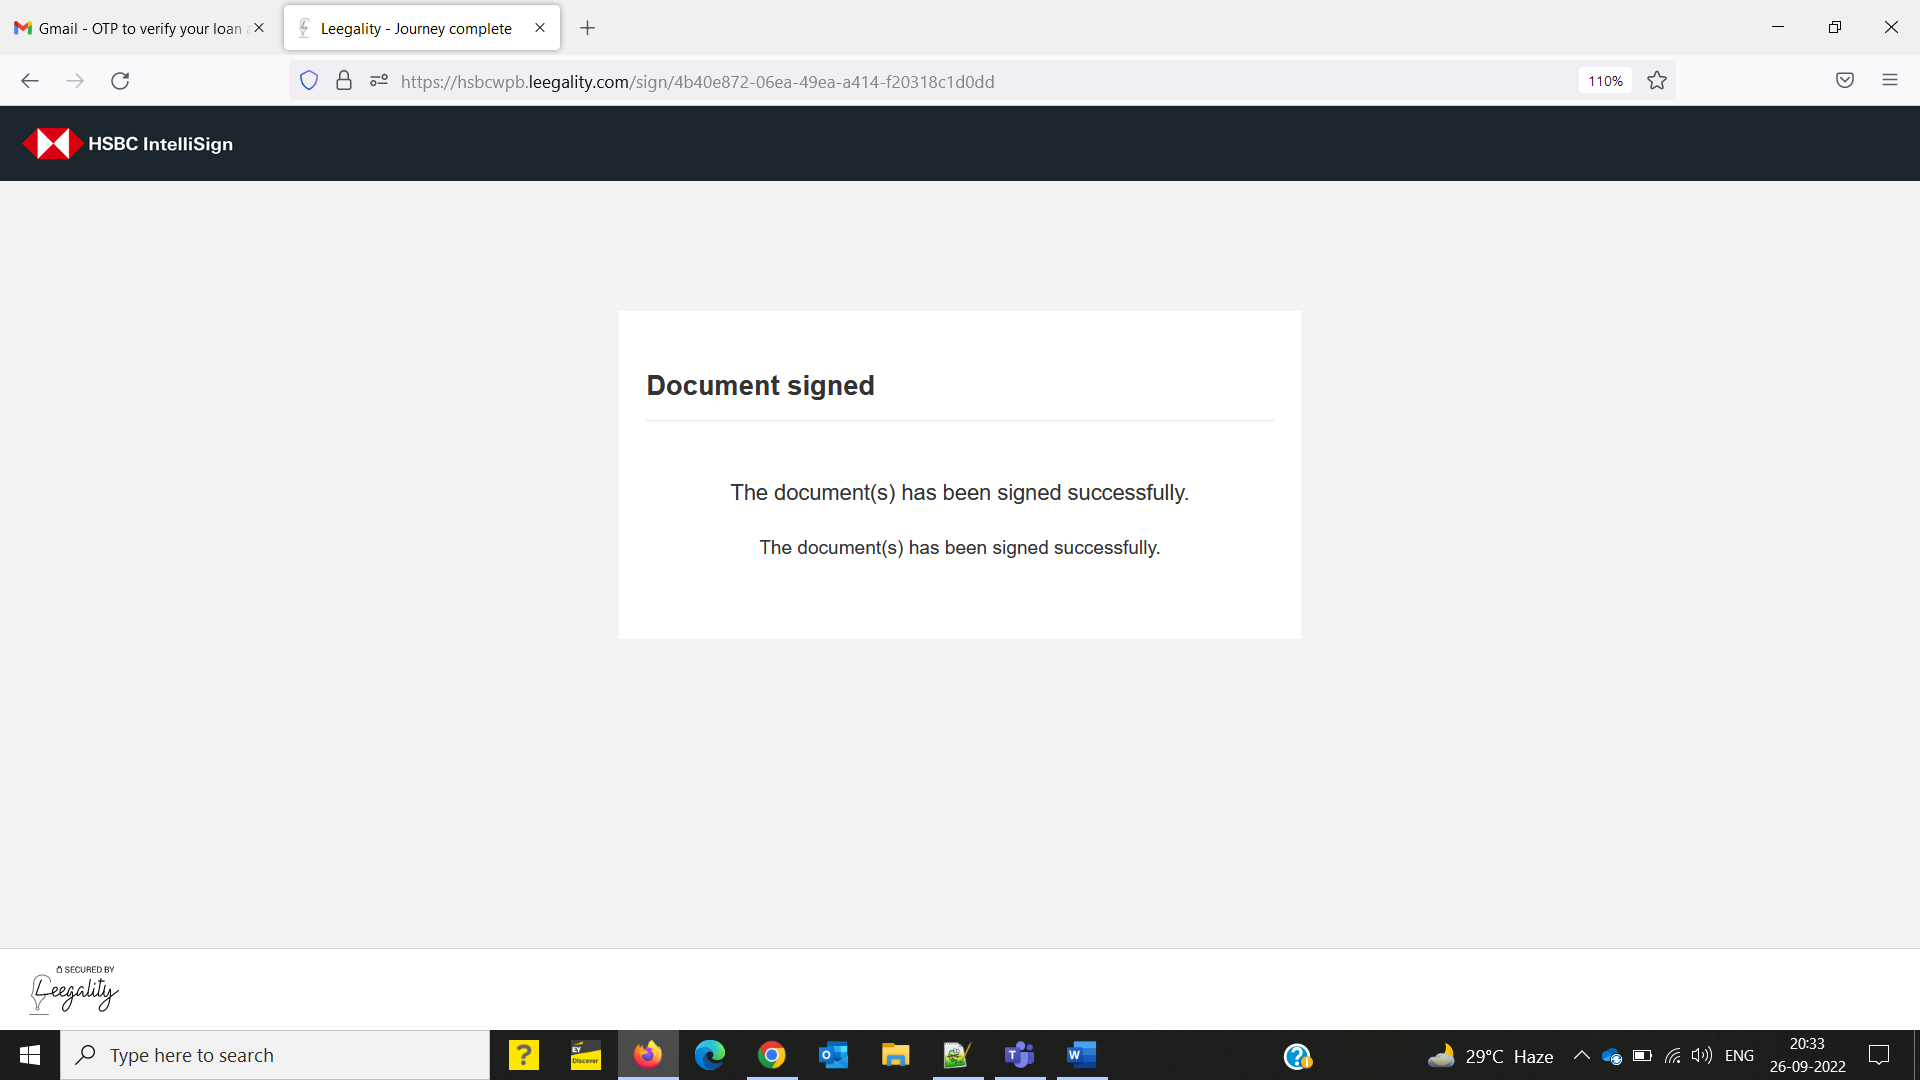 Gmail - OTP to verify your loan
Leegality - Journey complete
https://hsbcwpb.leegality.com/sign/4b40e872-06ea-49ea-a414-f20318c1d0dd
110%
HSBC IntelliSign
Document signed
The document(s) has been signed successfully.
The document(s) has been signed successfully.
SECURED BY
Leegality
Type here to search
?
EY
Discover
29°C Haze
ENG
20:33
26-09-2022